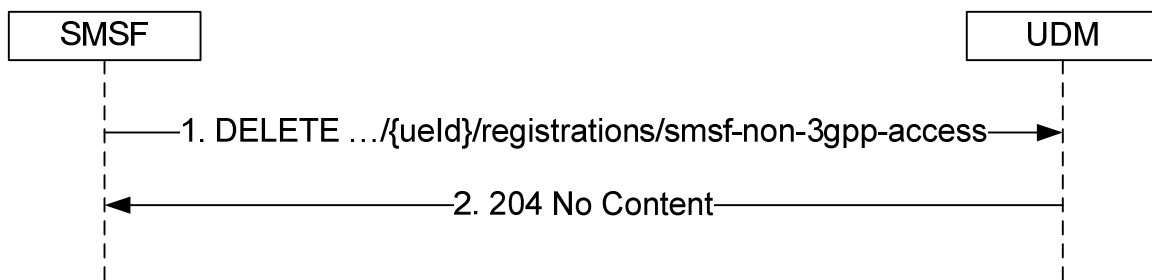 SMSF
UDM
1. DELETE …/{ueId}/registrations/smsf-non-3gpp-access
2. 204 No Content